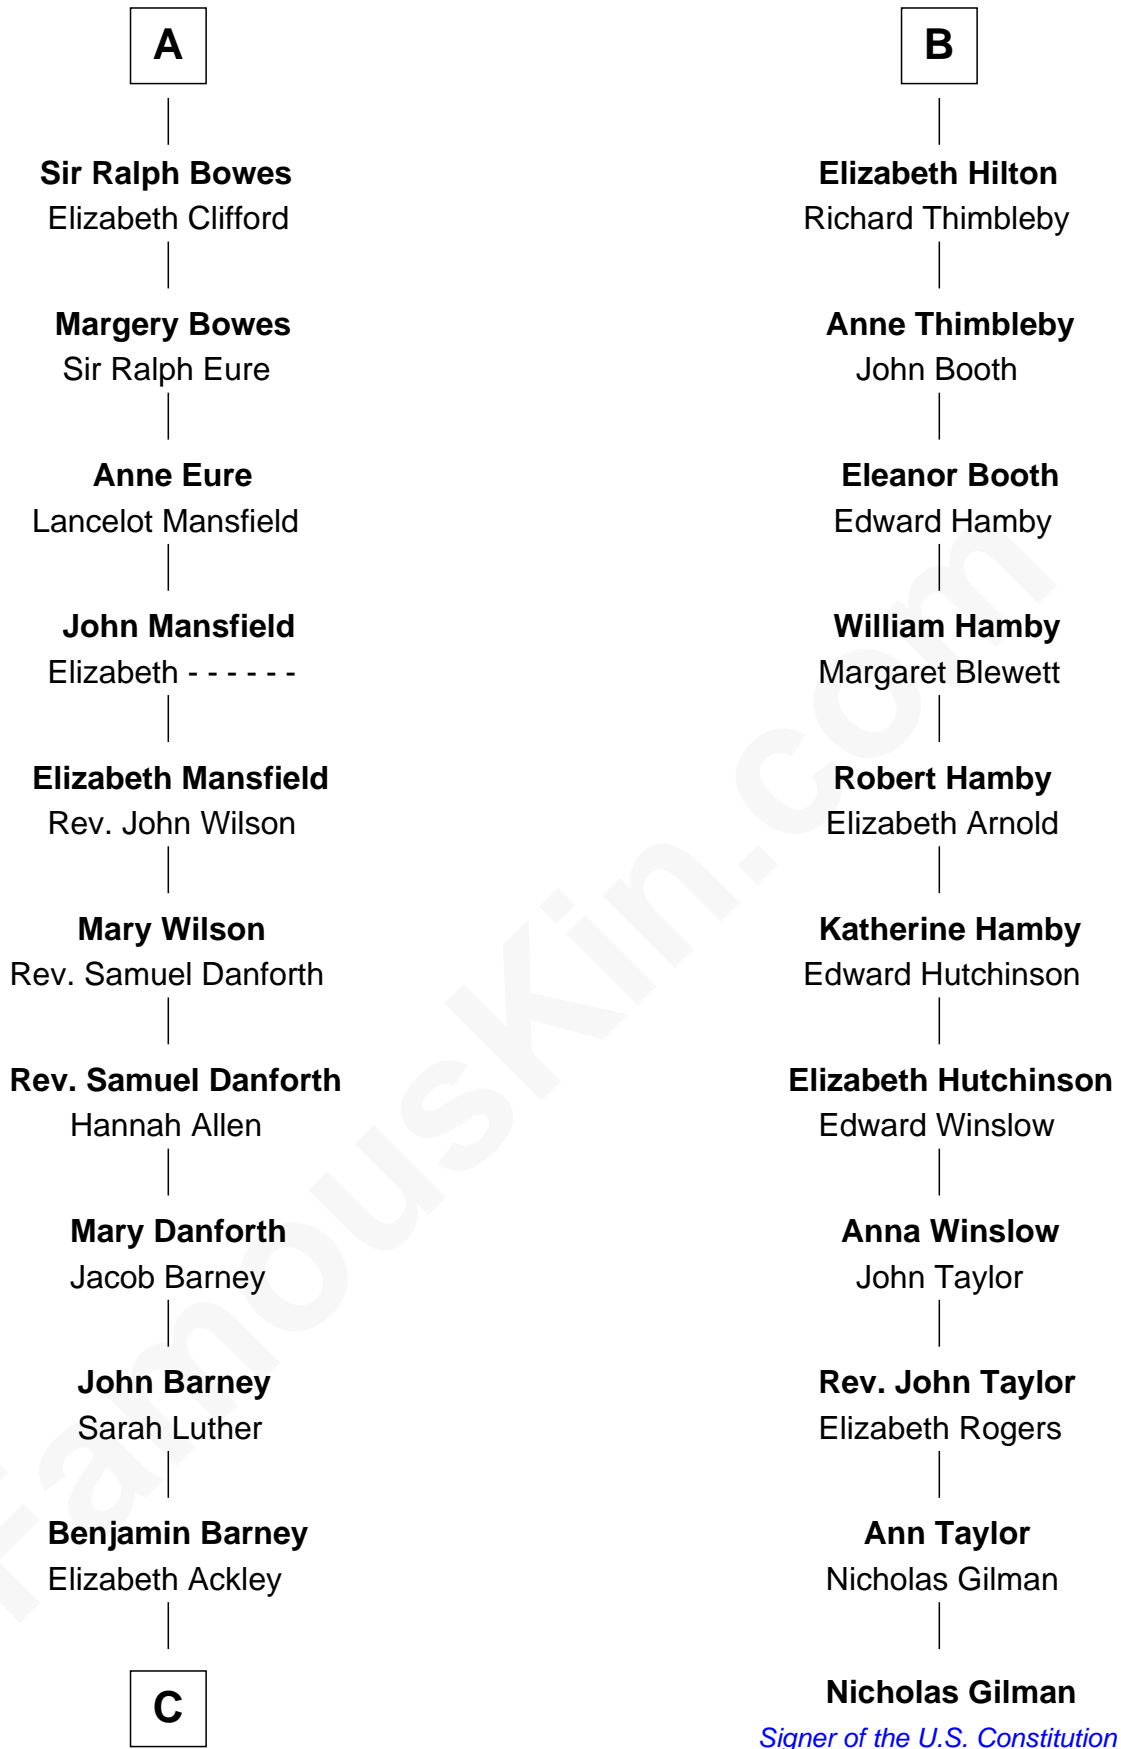 A
Sir Ralph Bowes
Elizabeth Clifford
Margery Bowes
Sir Ralph Eure
Anne Eure
Lancelot Mansfield
John Mansfield
Elizabeth - - - - - -
Elizabeth Mansfield
Rev. John Wilson
Mary Wilson
Rev. Samuel Danforth
Rev. Samuel Danforth
Hannah Allen
Mary Danforth
Jacob Barney
John Barney
Sarah Luther
Benjamin Barney
Elizabeth Ackley
C
B
Elizabeth Hilton
Richard Thimbleby
Anne Thimbleby
John Booth
Eleanor Booth
Edward Hamby
William Hamby
Margaret Blewett
Robert Hamby
Elizabeth Arnold
Katherine Hamby
Edward Hutchinson
Elizabeth Hutchinson
Edward Winslow
Anna Winslow
John Taylor
Rev. John Taylor
Elizabeth Rogers
Ann Taylor
Nicholas Gilman
Nicholas Gilman
Signer of the U.S. Constitution
FamousKin.com